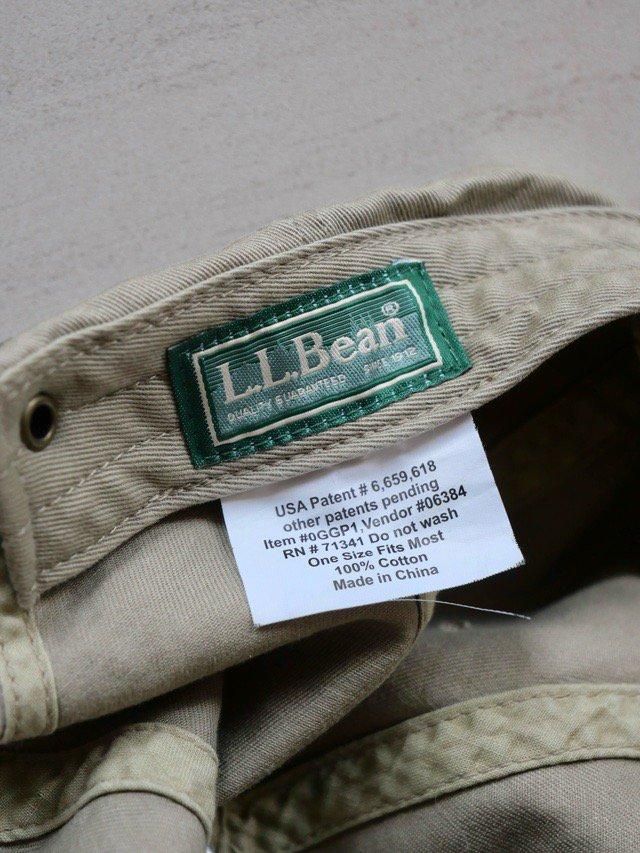 L.L.Bean®
QUALITY GUARANTEED SINCE 1912
USA Patent # 6,659,618
other patents pending
Item #0GGP1,Vendor #06384
RN # 71341 Do not wash
One Size Fits Most
100% Cotton
Made in China